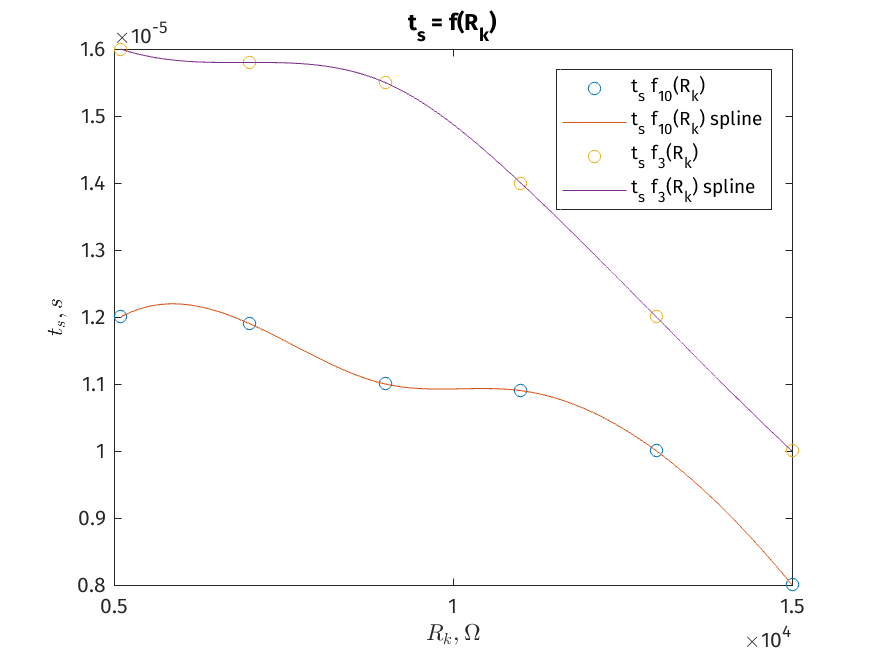 t_s = f(R_k)
×10^-5
1.6
1.5
1.4
1.3
1.2
1.1
1
0.9
0.8
t_s, s
t_s f_10(R_k)
t_s f_10(R_k) spline
t_s f_3(R_k)
t_s f_3(R_k) spline
0.5 1 1.5
R_k, Ω
×10^4